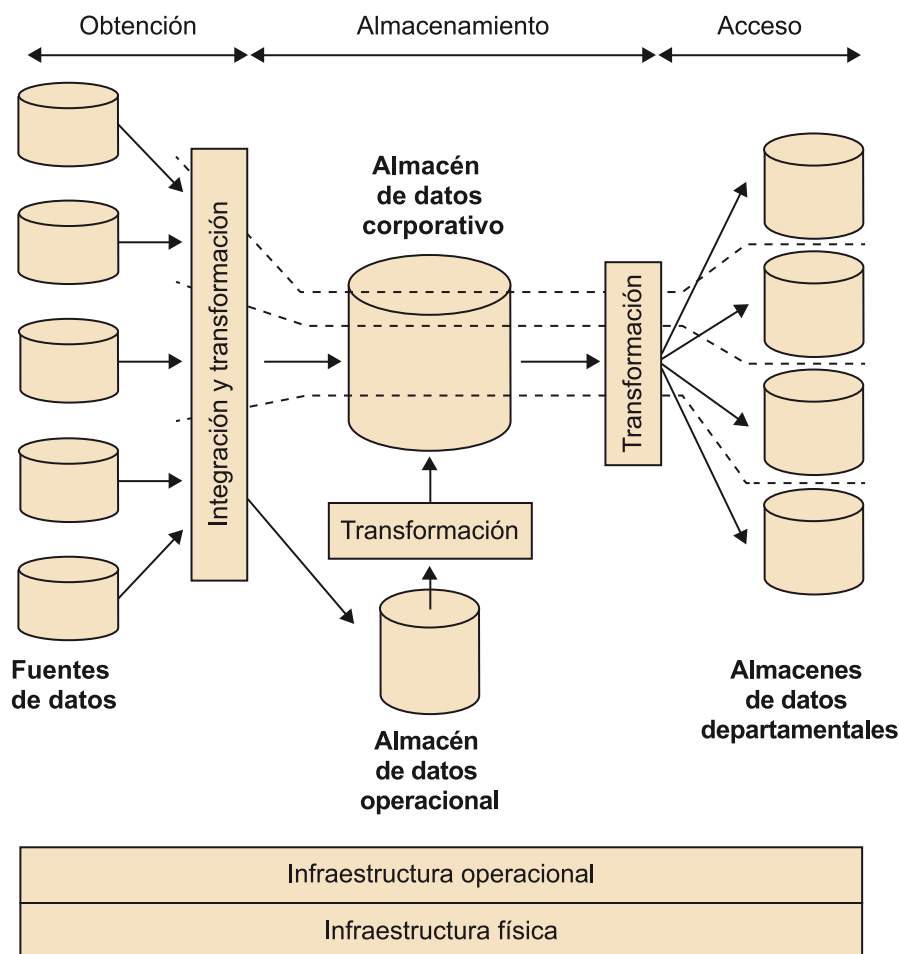 Obtención
Almacenamiento
Acceso
Almacén
de datos
corporativo
Integración y transformación
Transformación
Transformación
Fuentes
de datos
Almacén
de datos
operacional
Almacenes
de datos
departamentales
Infraestructura operacional
Infraestructura física